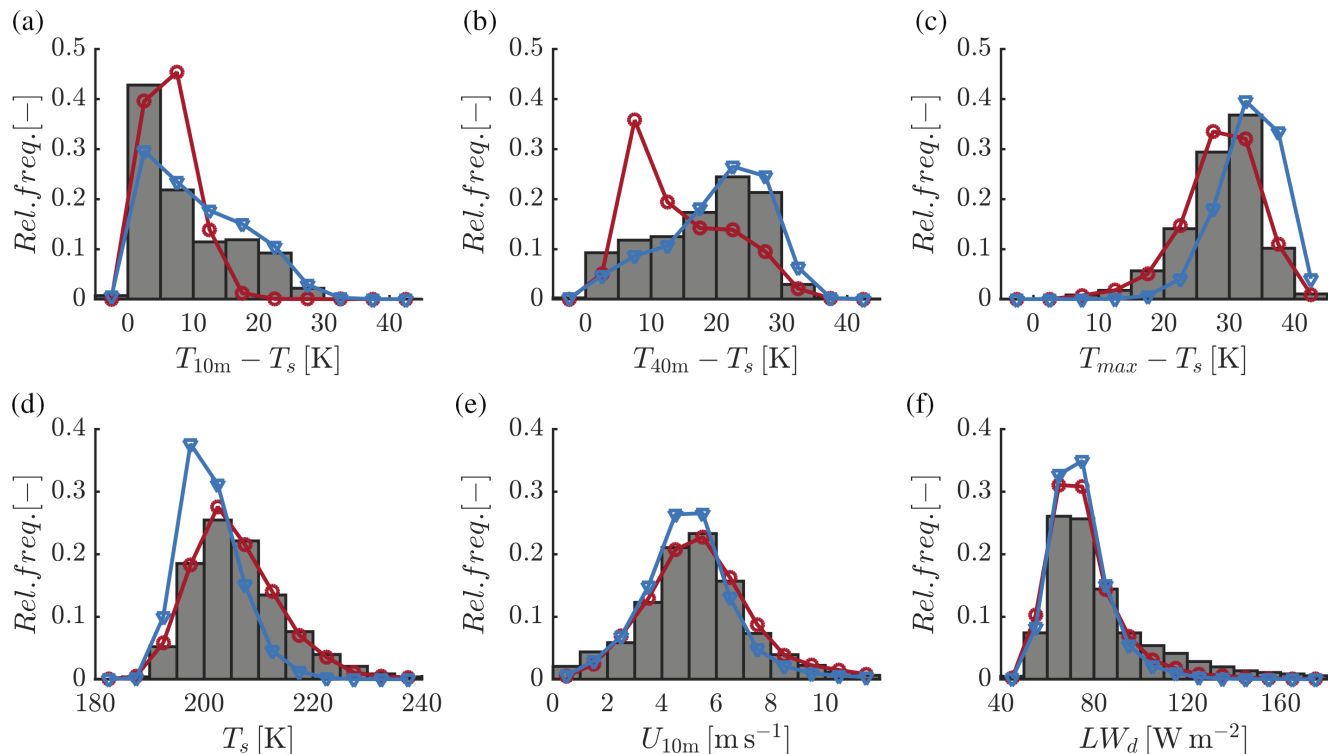 (a)
Rel.freq.[−]
0.5
0.4
0.3
0.2
0.1
0
0 10 20 30 40
T10m − Ts [K]
(b)
Rel.freq.[−]
0.5
0.4
0.3
0.2
0.1
0
0 10 20 30 40
T40m − Ts [K]
(c)
Rel.freq.[−]
0.5
0.4
0.3
0.2
0.1
0
0 10 20 30 40
Tmax − Ts [K]
(d)
Rel.freq.[−]
0.4
0.3
0.2
0.1
0
180 200 220 240
Ts [K]
(e)
Rel.freq.[−]
0.4
0.3
0.2
0.1
0
0 2 4 6 8 10
U10m [m s−1]
(f)
Rel.freq.[−]
0.4
0.3
0.2
0.1
0
40 80 120 160
LWd [W m−2]